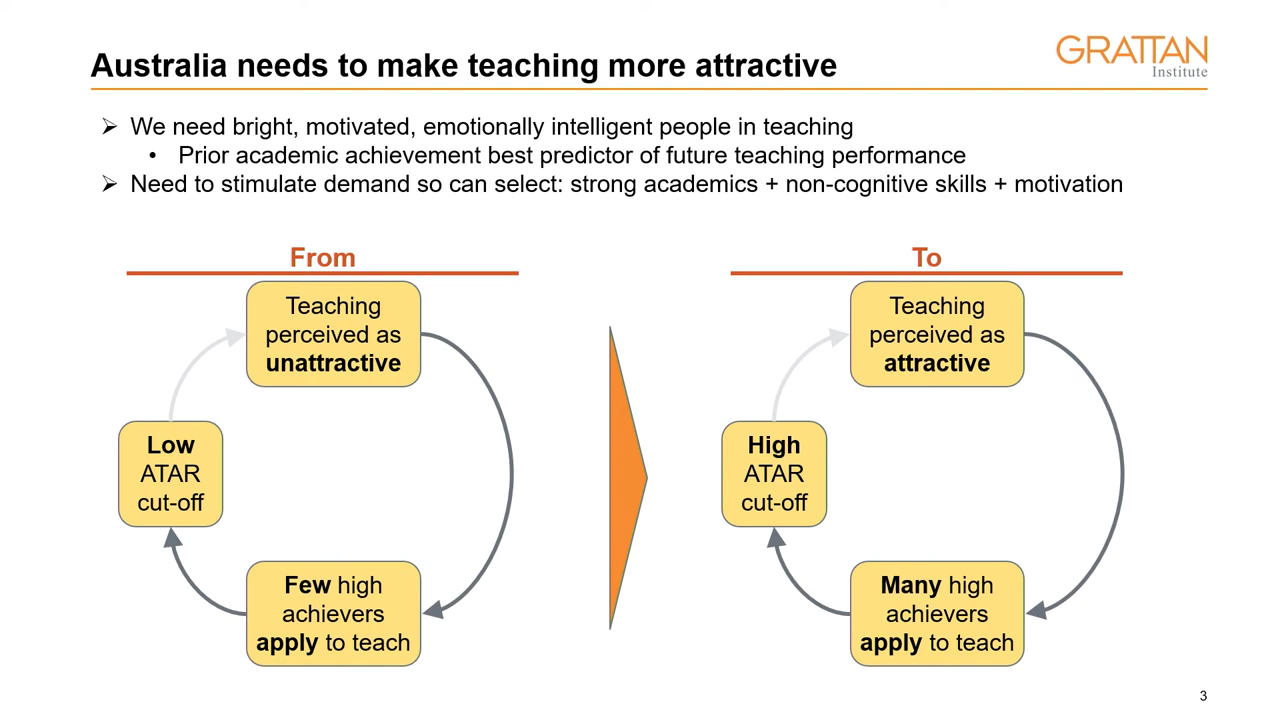 Australia needs to make teaching more attractive
GRATTAN
Institute
We need bright, motivated, emotionally intelligent people in teaching
• Prior academic achievement best predictor of future teaching performance
Need to stimulate demand so can select: strong academics + non-cognitive skills + motivation
From
Teaching
perceived as
unattractive
Low
ATAR
cut-off
Few high
achievers
apply to teach
To
Teaching
perceived as
attractive
High
ATAR
cut-off
Many high
achievers
apply to teach
3